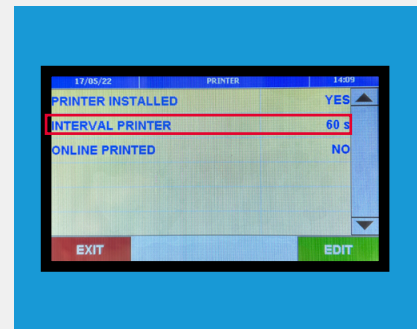 17/05/22 PRINTER 14:09
PRINTER INSTALLED YES
INTERVAL PRINTER 60 s
ONLINE PRINTED NO
EXIT EDIT